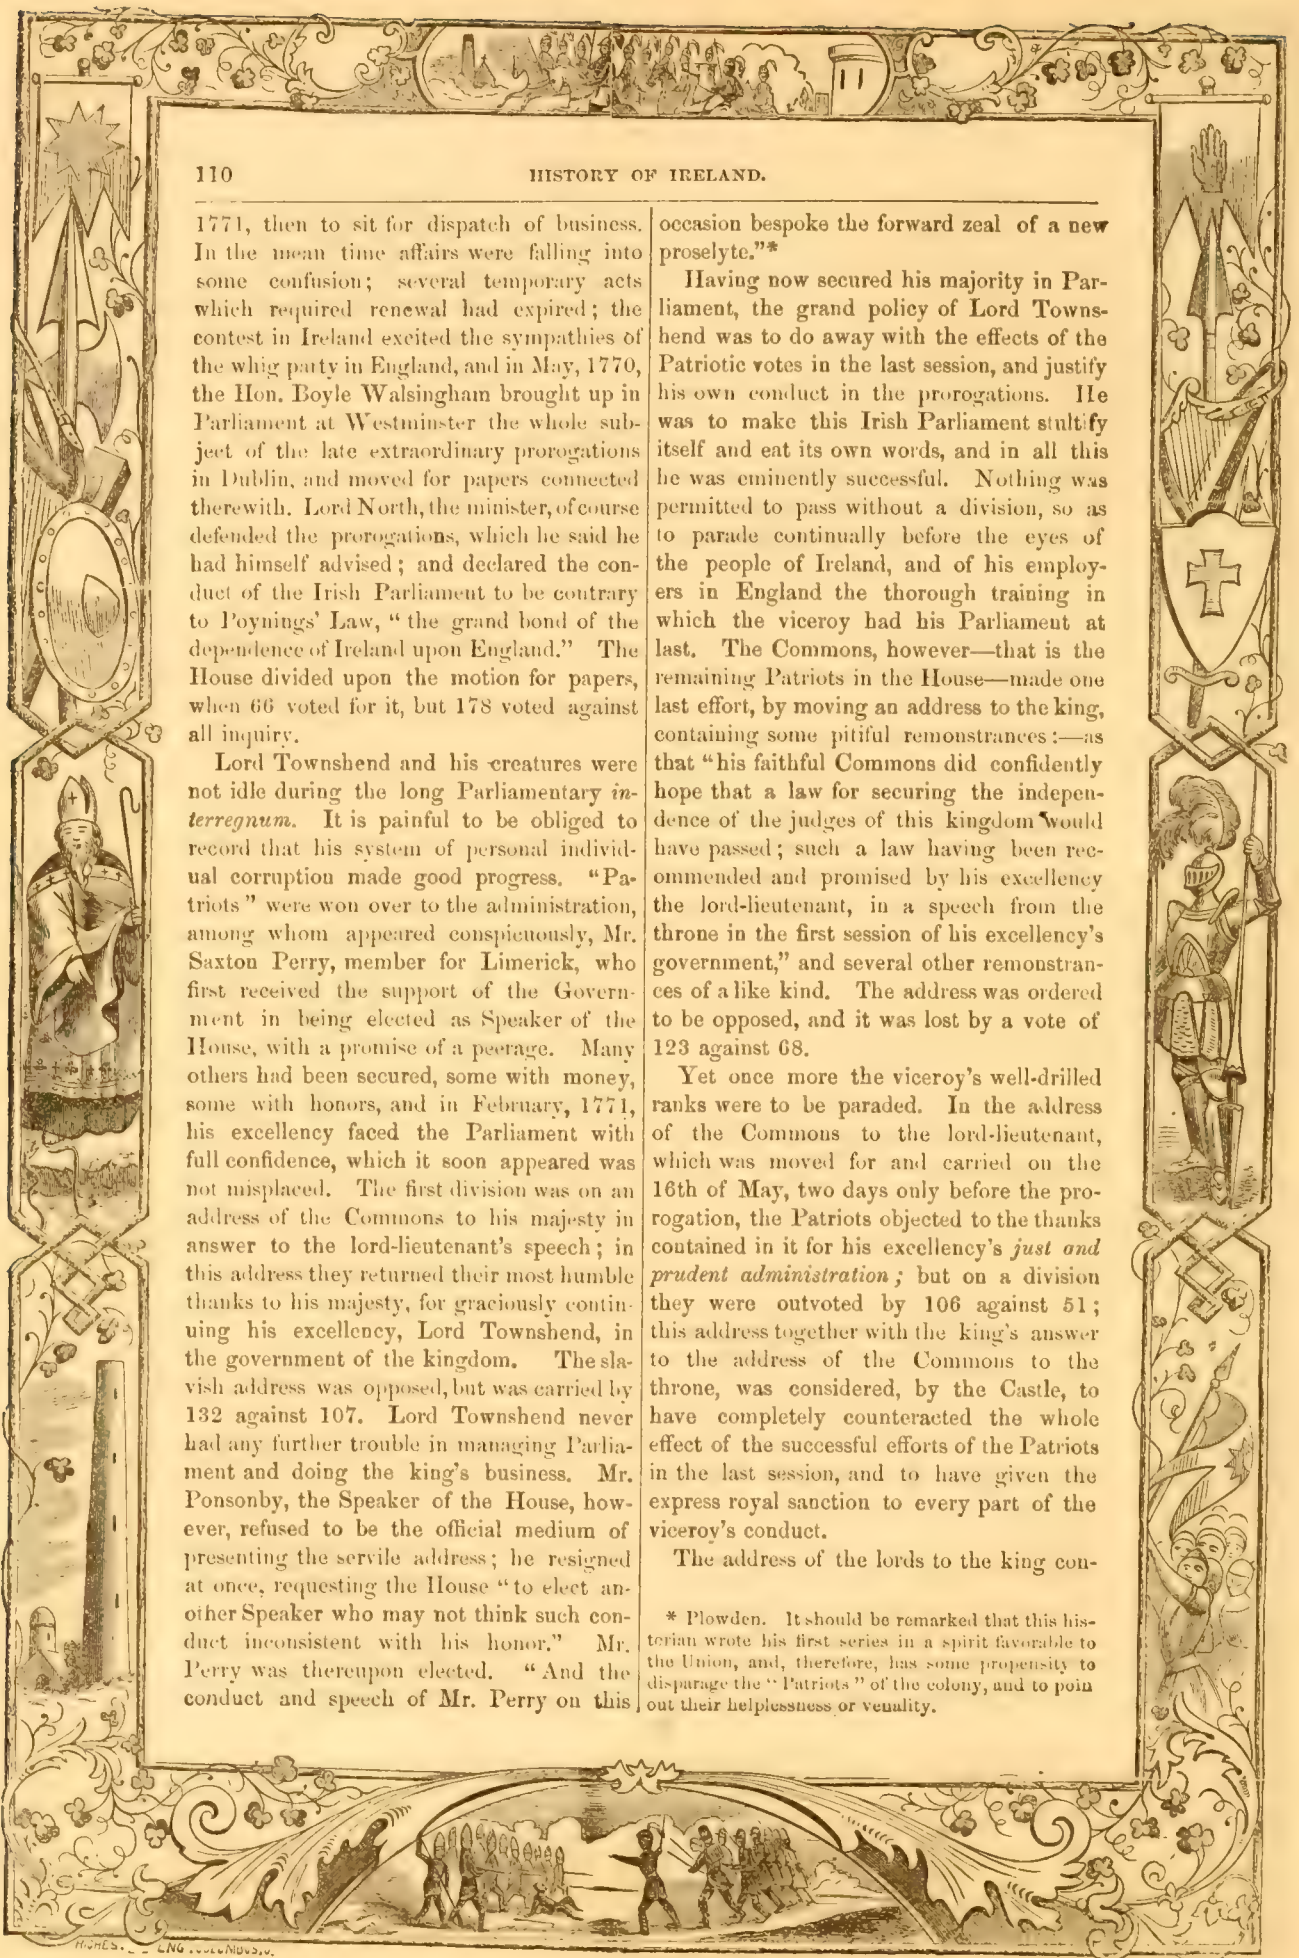 110
HISTORY OF IRELAND.
1771, then to sit for dispatch of business.
In the mean time affairs were falling into
some confusion; several temporary acts
which required renewal had expired; the
contest in Ireland excited the sympathies of
the whig party in England, and in May, 1770,
the Hon. Boyle Walsingham brought up in
Parliament at Westminster the whole sub-
ject of the late extraordinary prorogations
in Dublin, and moved for papers connected
therewith. Lord North, the minister, of course
defended the prorogations, which he said he
had himself advised; and declared the con-
duct of the Irish Parliament to be contrary
to Poynings' Law, "the grand bond of the
dependence of Ireland upon England." The
House divided upon the motion for papers,
when 66 voted for it, but 178 voted against
all inquiry.
Lord Townshend and his creatures were
not idle during the long Parliamentary in-
terregnum. It is painful to be obliged to
record that his system of personal individ-
ual corruption made good progress. "Pa-
triots" were won over to the administration,
among whom appeared conspicuously, Mr.
Saxton Perry, member for Limerick, who
first received the support of the Govern-
ment in being elected as Speaker of the
House, with a promise of a peerage. Many
others had been secured, some with money,
some with honors, and in February, 1771,
his excellency faced the Parliament with
full confidence, which it soon appeared was
not misplaced. The first division was on an
address of the Commons to his majesty in
answer to the lord-lieutenant's speech; in
this address they returned their most humble
thanks to his majesty, for graciously contin-
uing his excellency, Lord Townshend, in
the government of the kingdom. The sla-
vish address was opposed, but was carried by
132 against 107. Lord Townshend never
had any further trouble in managing Parlia-
ment and doing the king's business. Mr.
Ponsonby, the Speaker of the House, how-
ever, refused to be the official medium of
presenting the servile address; he resigned
at once, requesting the House "to elect an-
other Speaker who may not think such con-
duct inconsistent with his honor." Mr.
Perry was thereupon elected. "And the
conduct and speech of Mr. Perry on this
occasion bespoke the forward zeal of a new
proselyte."*
Having now secured his majority in Par-
liament, the grand policy of Lord Towns-
hend was to do away with the effects of the
Patriotic votes in the last session, and justify
his own conduct in the prorogations. He
was to make this Irish Parliament stultify
itself and eat its own words, and in all this
he was eminently successful. Nothing was
permitted to pass without a division, so as
to parade continually before the eyes of
the people of Ireland, and of his employ-
ers in England the thorough training in
which the viceroy had his Parliament at
last. The Commons, however—that is the
remaining Patriots in the House—made one
last effort, by moving an address to the king,
containing some pitiful remonstrances:—as
that "his faithful Commons did confidently
hope that a law for securing the indepen-
dence of the judges of this kingdom would
have passed; such a law having been rec-
ommended and promised by his excellency
the lord-lieutenant, in a speech from the
throne in the first session of his excellency's
government," and several other remonstran-
ces of a like kind. The address was ordered
to be opposed, and it was lost by a vote of
123 against 68.
Yet once more the viceroy's well-drilled
ranks were to be paraded. In the address
of the Commons to the lord-lieutenant,
which was moved for and carried on the
16th of May, two days only before the pro-
rogation, the Patriots objected to the thanks
contained in it for his excellency's just and
prudent administration; but on a division
they were outvoted by 106 against 51;
this address together with the king's answer
to the address of the Commons to the
throne, was considered, by the Castle, to
have completely counteracted the whole
effect of the successful efforts of the Patriots
in the last session, and to have given the
express royal sanction to every part of the
viceroy's conduct.
The address of the lords to the king con-
* Plowden. It should be remarked that this his-
torian wrote his first series in a spirit favorable to
the Union, and, therefore, has some propensity to
disparage the "Patriots" of the colony, and to poin
out their helplessness or venality.